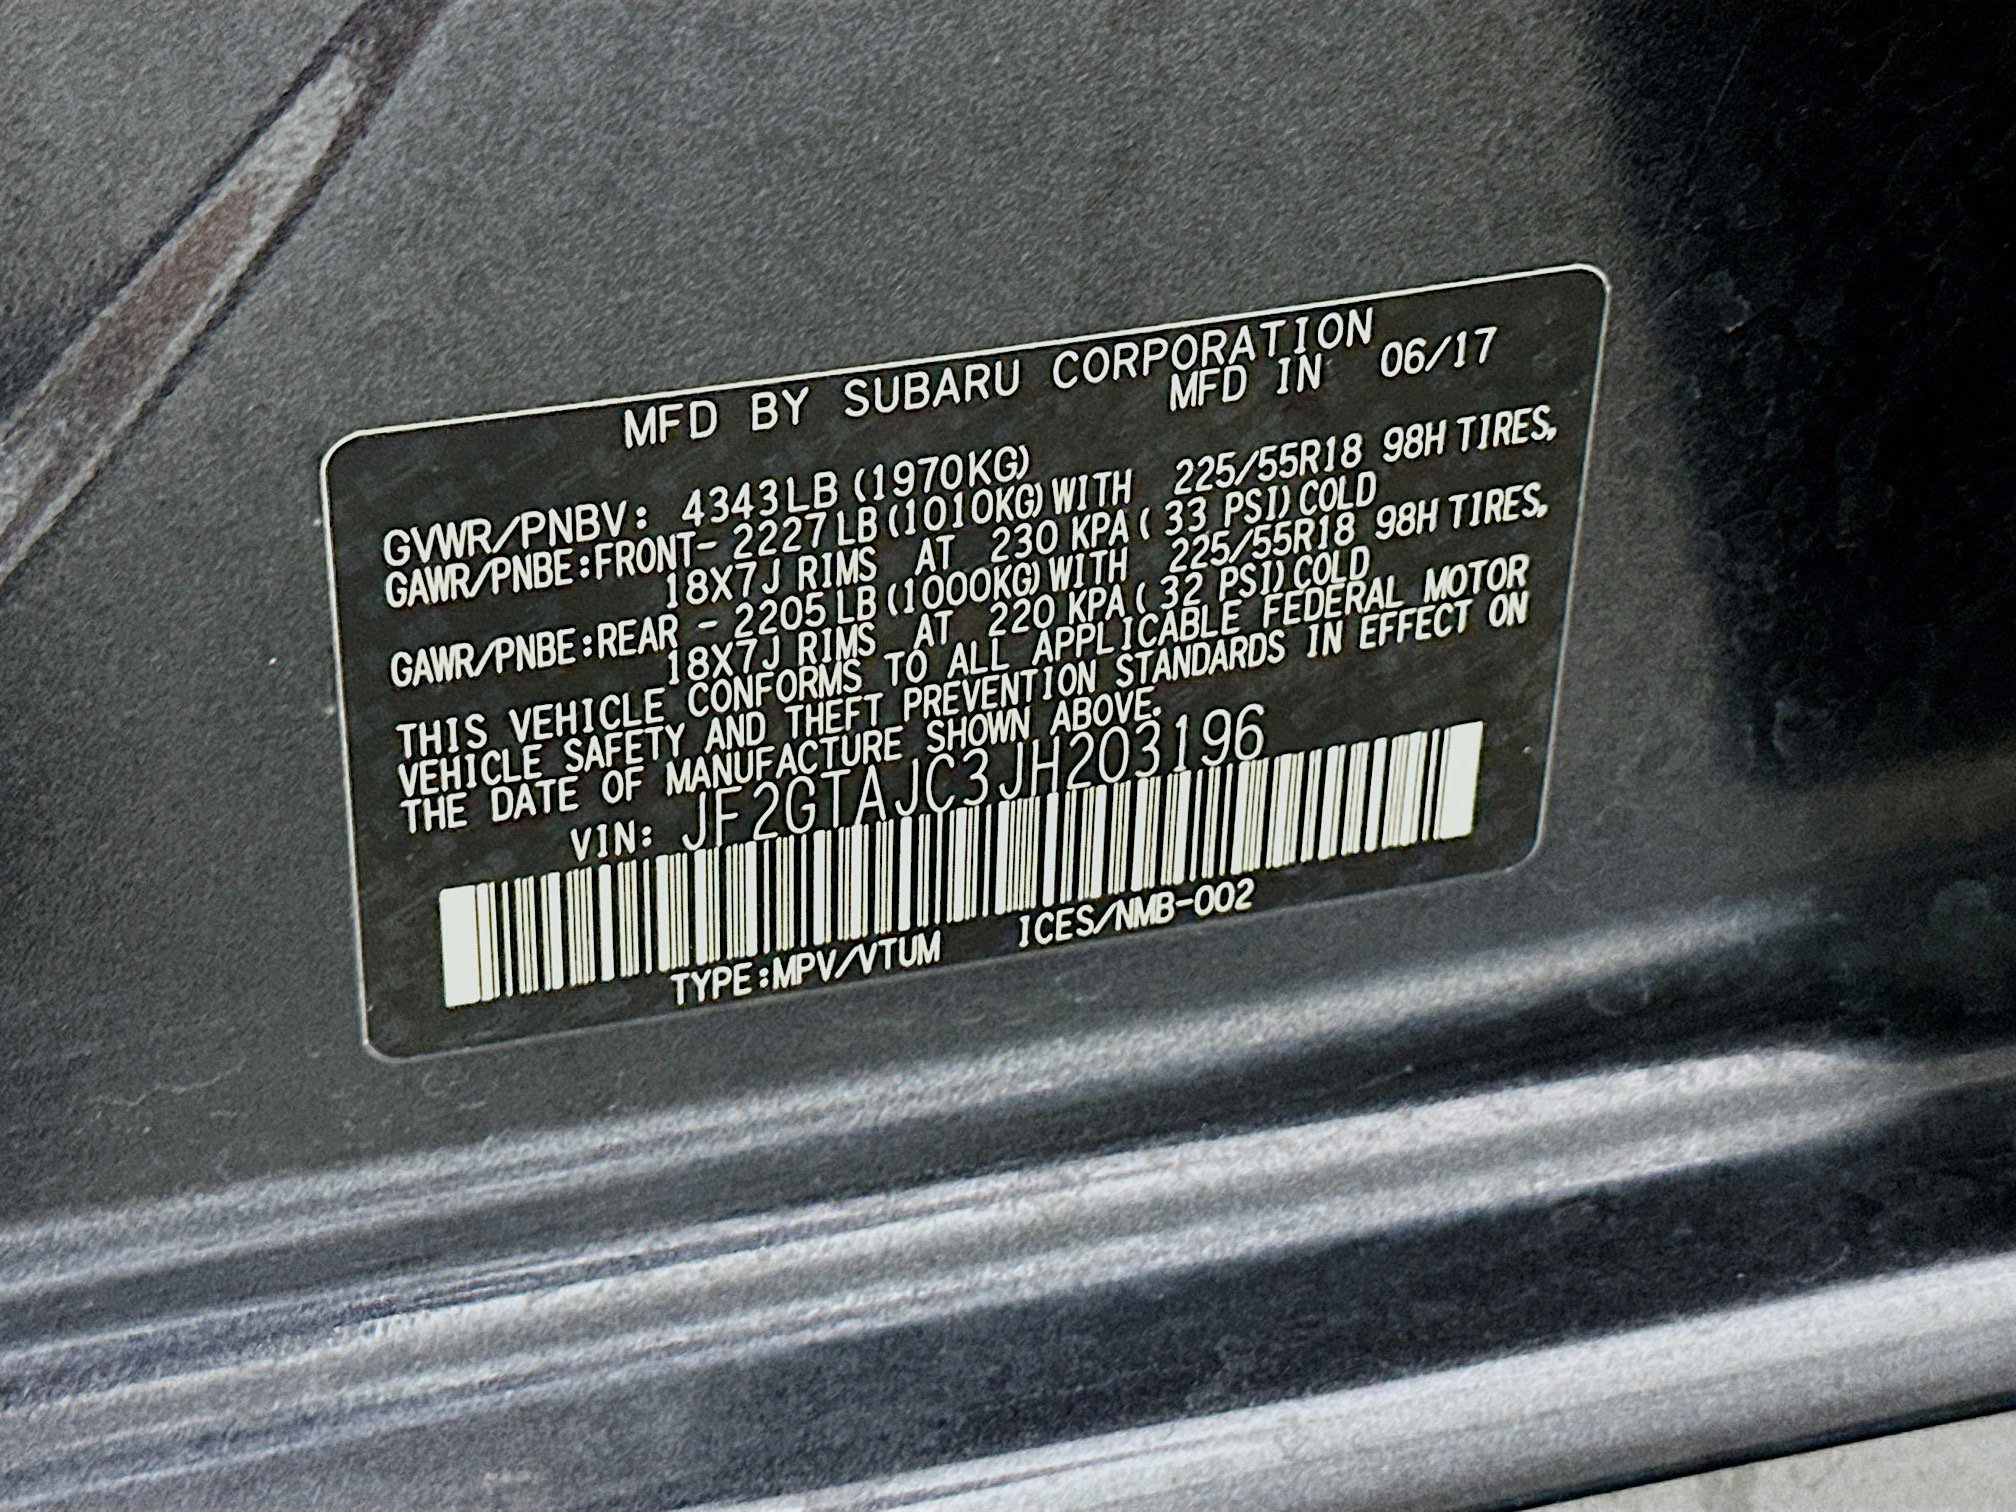 MFD BY SUBARU CORPORATION
MFD IN 06/17
GVWR/PNBV: 4343LB (1970KG)
GAWR/PNBE:FRONT- 2227LB (1010KG) WITH 225/55R18 98H TIRES,
18X7J RIMS AT 230 KPA ( 33 PSI) COLD
GAWR/PNBE:REAR - 2205LB (1000KG) WITH 225/55R18 98H TIRES,
18X7J RIMS AT 220 KPA ( 32 PSI) COLD
THIS VEHICLE CONFORMS TO ALL APPLICABLE FEDERAL MOTOR
VEHICLE SAFETY AND THEFT PREVENTION STANDARDS IN EFFECT ON
THE DATE OF MANUFACTURE SHOWN ABOVE.
VIN: JF2GTAJC3JH203196
TYPE:MPV/VTUM ICES/NMB-002